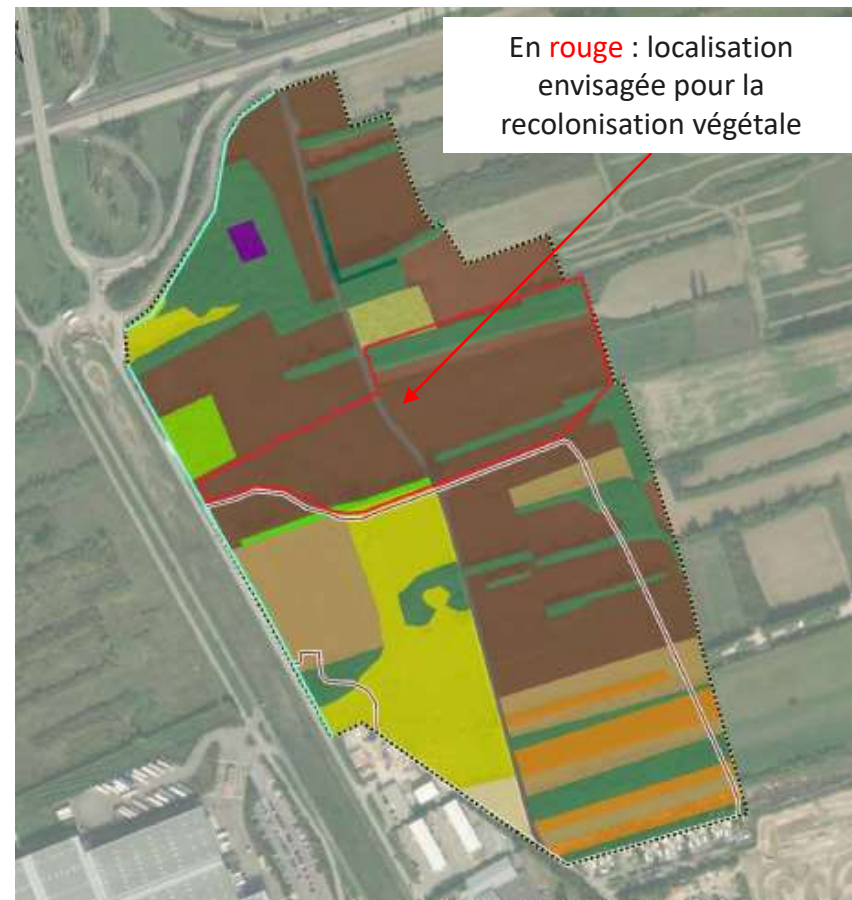 En rouge : localisation
envisagée pour la
recolonisation végétale